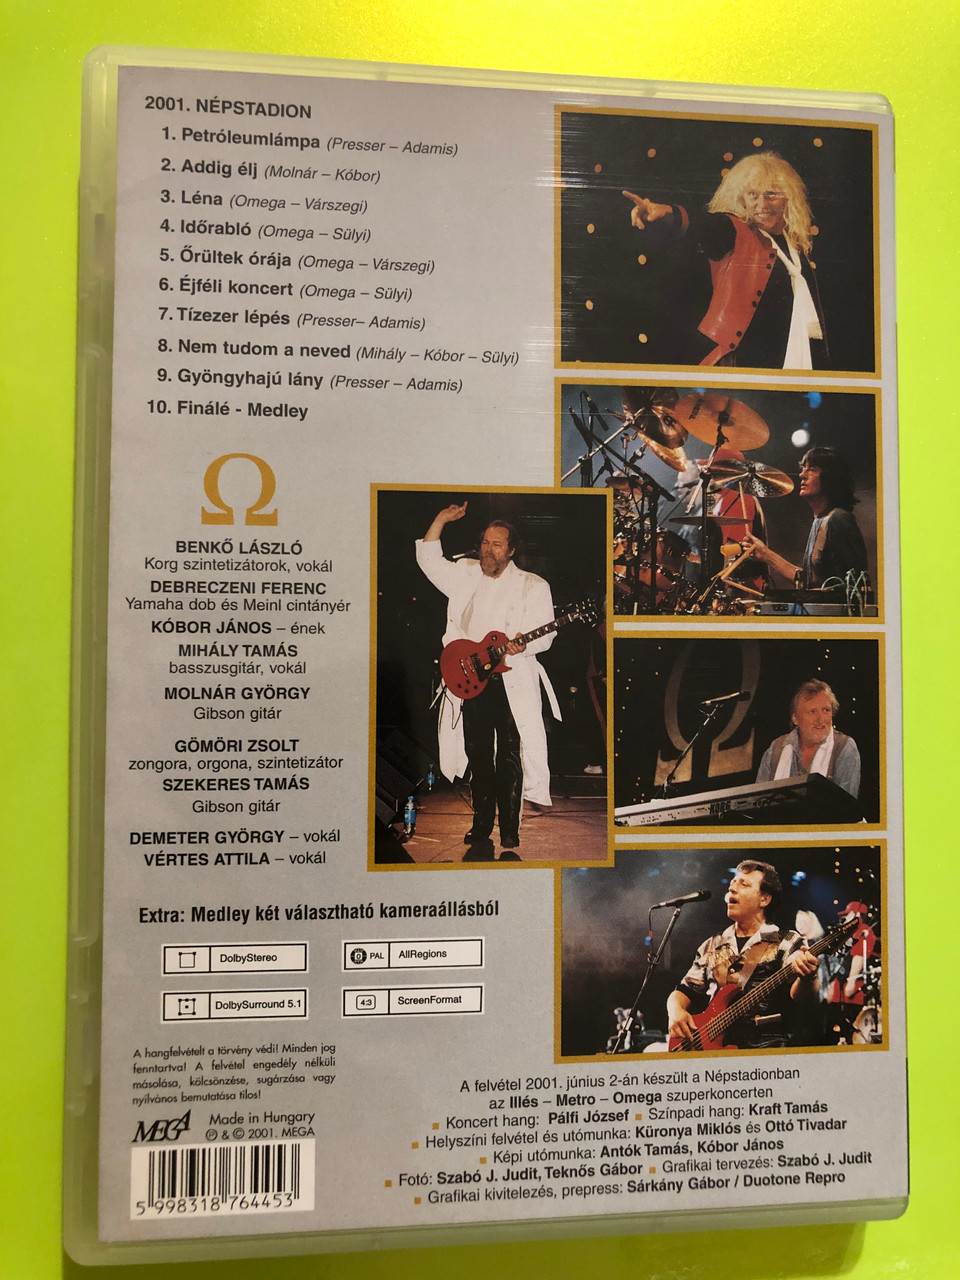 2001. NÉPSTADION
1. Petróleumlámpa (Presser – Adamis)
2. Addig élj (Molnár – Kóbor)
3. Léna (Omega – Várszegi)
4. Időrabló (Omega – Sülyi)
5. Őrültek órája (Omega – Várszegi)
6. Éjféli koncert (Omega – Sülyi)
7. Tízezer lépés (Presser– Adamis)
8. Nem tudom a neved (Mihály – Kóbor – Sülyi)
9. Gyöngyhajú lány (Presser – Adamis)
10. Finálé - Medley
Ω
BENKŐ LÁSZLÓ
Korg szintetizátorok, vokál
DEBRECZENI FERENC
Yamaha dob és Meinl cintányér
KÓBOR JÁNOS – ének
MIHÁLY TAMÁS
basszusgitár, vokál
MOLNÁR GYÖRGY
Gibson gitár
GÖMÖRI ZSOLT
zongora, orgona, szintetizátor
SZEKERES TAMÁS
Gibson gitár
DEMETER GYÖRGY – vokál
VÉRTES ATTILA – vokál
Extra: Medley két választható kameraállásból
DolbyStereo
PAL AllRegions
DolbySurround 5.1
4:3 ScreenFormat
A hangfelvételt a törvény védi! Minden jog
fenntartva! A felvétel engedély nélküli
másolása, kölcsönzése, sugárzása vagy
nyilvános bemutatása tilos!
MEGA
Made in Hungary
℗ & © 2001. MEGA
5 998318 764453
A felvétel 2001. június 2-án készült a Népstadionban
az Illés – Metro – Omega szuperkoncerten
Koncert hang: Pálfi József Színpadi hang: Kraft Tamás
Helyszíni felvétel és utómunka: Küronya Miklós és Ottó Tivadar
Képi utómunka: Antók Tamás, Kóbor János
Fotó: Szabó J. Judit, Teknős Gábor Grafikai tervezés: Szabó J. Judit
Grafikai kivitelezés, prepress: Sárkány Gábor / Duotone Repro